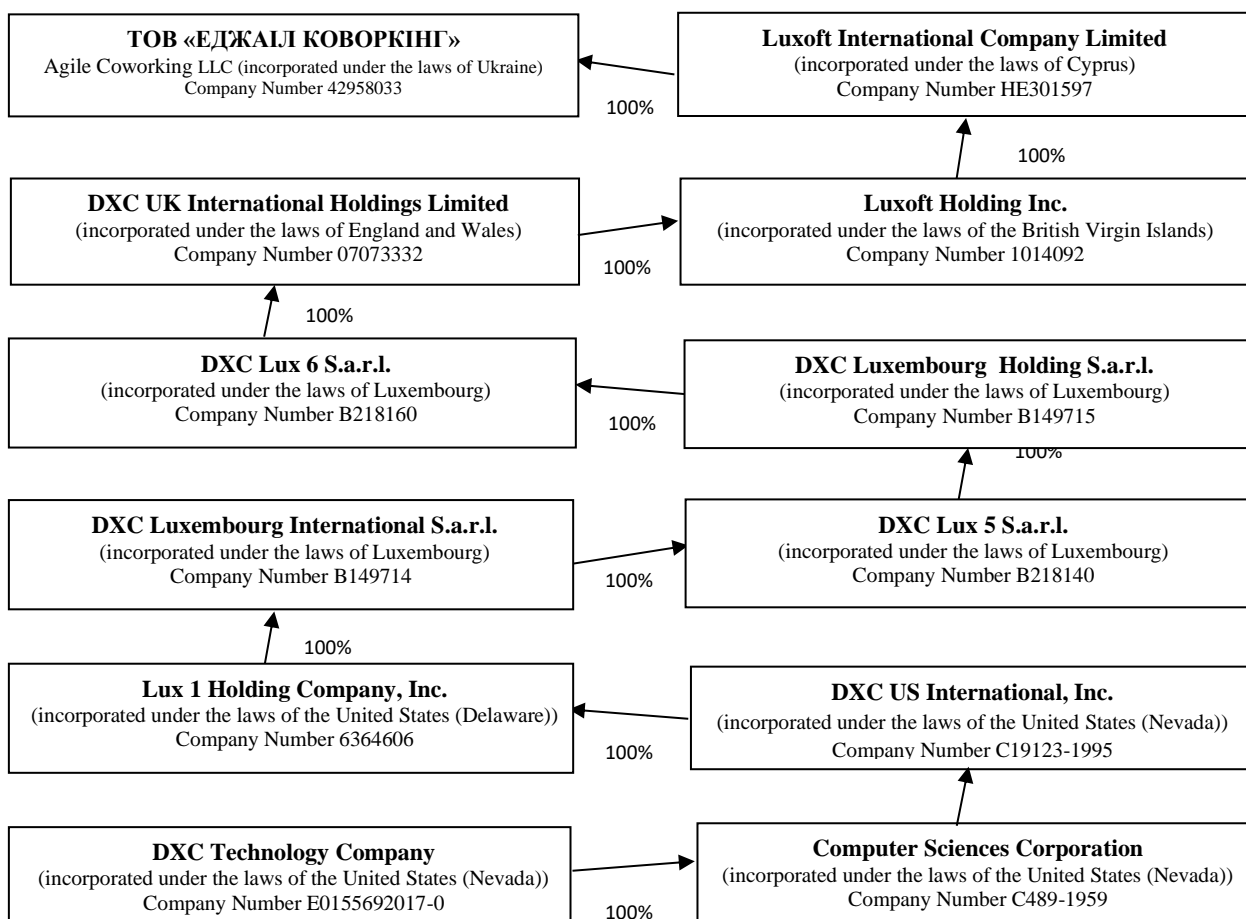 ТОВ «ЕДЖАІЛ КОВОРКІНГ»
Agile Coworking LLC (incorporated under the laws of Ukraine)
Company Number 42958033
Luxoft International Company Limited
(incorporated under the laws of Cyprus)
Company Number HE301597
100%
100%
DXC UK International Holdings Limited
(incorporated under the laws of England and Wales)
Company Number 07073332
Luxoft Holding Inc.
(incorporated under the laws of the British Virgin Islands)
Company Number 1014092
100%
100%
DXC Lux 6 S.a.r.l.
(incorporated under the laws of Luxembourg)
Company Number B218160
DXC Luxembourg Holding S.a.r.l.
(incorporated under the laws of Luxembourg)
Company Number B149715
100%
100%
DXC Luxembourg International S.a.r.l.
(incorporated under the laws of Luxembourg)
Company Number B149714
DXC Lux 5 S.a.r.l.
(incorporated under the laws of Luxembourg)
Company Number B218140
100%
100%
Lux 1 Holding Company, Inc.
(incorporated under the laws of the United States (Delaware))
Company Number 6364606
DXC US International, Inc.
(incorporated under the laws of the United States (Nevada))
Company Number C19123-1995
100%
DXC Technology Company
(incorporated under the laws of the United States (Nevada))
Company Number E0155692017-0
Computer Sciences Corporation
(incorporated under the laws of the United States (Nevada))
Company Number C489-1959
100%